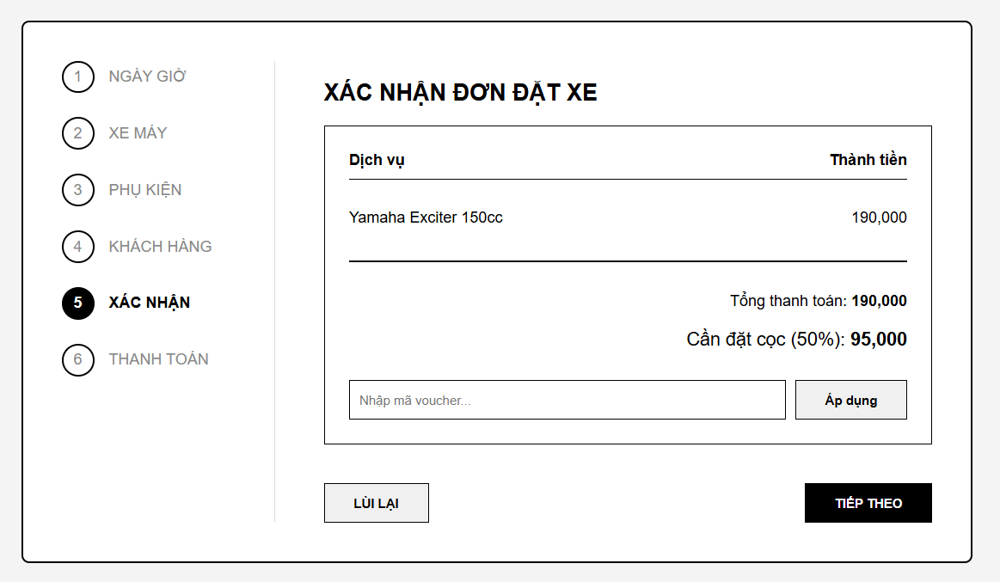 1 NGÀY GIỜ
2 XE MÁY
3 PHỤ KIỆN
4 KHÁCH HÀNG
5 XÁC NHẬN
6 THANH TOÁN
XÁC NHẬN ĐƠN ĐẶT XE
Dịch vụ Thành tiền
Yamaha Exciter 150cc 190,000
Tổng thanh toán: 190,000
Cần đặt cọc (50%): 95,000
Nhập mã voucher... Áp dụng
LÙI LẠI TIẾP THEO